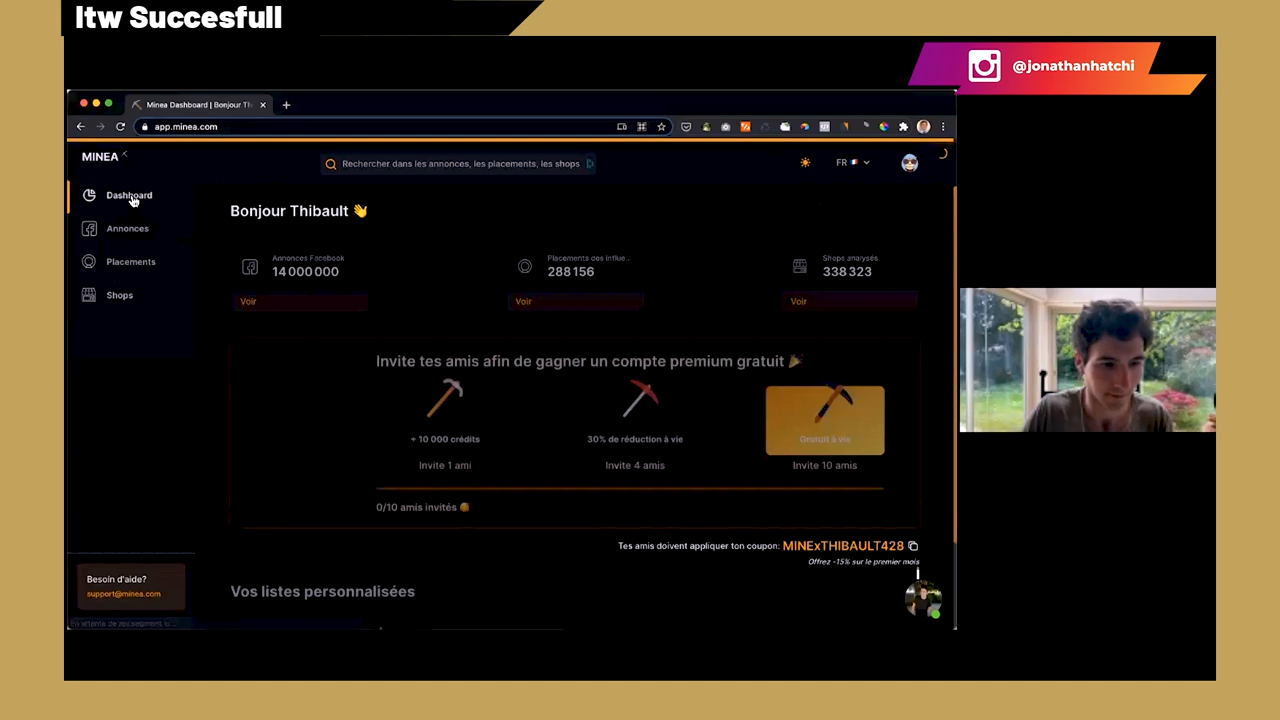 Itw Succesfull
@jonathanhatchi
Minea Dashboard | Bonjour Th
app.minea.com
MINEA
Rechercher dans les annonces, les placements, les shops
FR
Dashboard
Annonces
Placements
Shops
Bonjour Thibault 👋
Annonces Facebook
14 000 000
Voir
Placements des influe..
288 156
Voir
Shops analysés
338 323
Voir
Invite tes amis afin de gagner un compte premium gratuit 🎉
+ 10 000 crédits
Invite 1 ami
30% de réduction à vie
Invite 4 amis
Gratuit à vie
Invite 10 amis
0/10 amis invités
Tes amis doivent appliquer ton coupon: MINExTHIBAULT428
Offrez -15% sur le premier mois
Vos listes personnalisées
Besoin d'aide?
support@minea.com